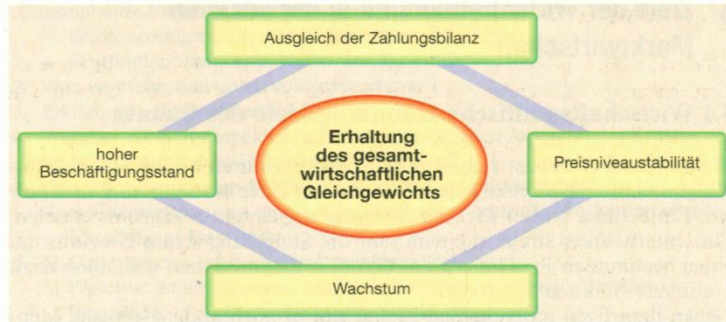 Ausgleich der Zahlungsbilanz
hoher
Beschäftigungsstand
Erhaltung
des gesamt-
wirtschaftlichen
Gleichgewichts
Preisniveaustabilität
Wachstum